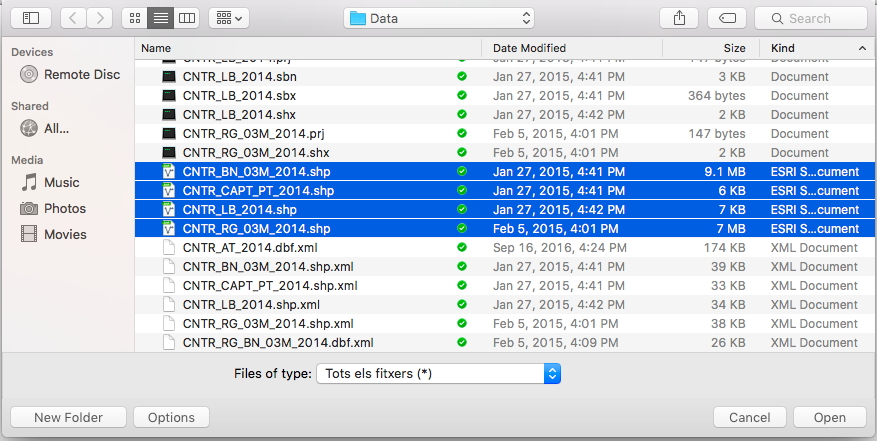 Data
Search
Devices
Remote Disc
Shared
All...
Media
Music
Photos
Movies
Name Date Modified Size Kind
CNTR_LB_2014.prj Jan 27, 2015, 4:41 PM 147 bytes Document
CNTR_LB_2014.sbn Jan 27, 2015, 4:41 PM 3 KB Document
CNTR_LB_2014.sbx Jan 27, 2015, 4:41 PM 364 bytes Document
CNTR_LB_2014.shx Jan 27, 2015, 4:42 PM 2 KB Document
CNTR_RG_03M_2014.prj Feb 5, 2015, 4:01 PM 147 bytes Document
CNTR_RG_03M_2014.shx Feb 5, 2015, 4:01 PM 2 KB Document
CNTR_BN_03M_2014.shp Jan 27, 2015, 4:41 PM 9.1 MB ESRI S...cument
CNTR_CAPT_PT_2014.shp Jan 27, 2015, 4:41 PM 6 KB ESRI S...cument
CNTR_LB_2014.shp Jan 27, 2015, 4:42 PM 7 KB ESRI S...cument
CNTR_RG_03M_2014.shp Feb 5, 2015, 4:01 PM 7 MB ESRI S...cument
CNTR_AT_2014.dbf.xml Sep 16, 2016, 4:24 PM 174 KB XML Document
CNTR_BN_03M_2014.shp.xml Jan 27, 2015, 4:41 PM 39 KB XML Document
CNTR_CAPT_PT_2014.shp.xml Jan 27, 2015, 4:41 PM 33 KB XML Document
CNTR_LB_2014.shp.xml Jan 27, 2015, 4:42 PM 34 KB XML Document
CNTR_RG_03M_2014.shp.xml Feb 5, 2015, 4:01 PM 38 KB XML Document
CNTR_RG_BN_03M_2014.dbf.xml Feb 5, 2015, 4:09 PM 26 KB XML Document
Files of type: Tots els fitxers (*)
New Folder Options Cancel Open